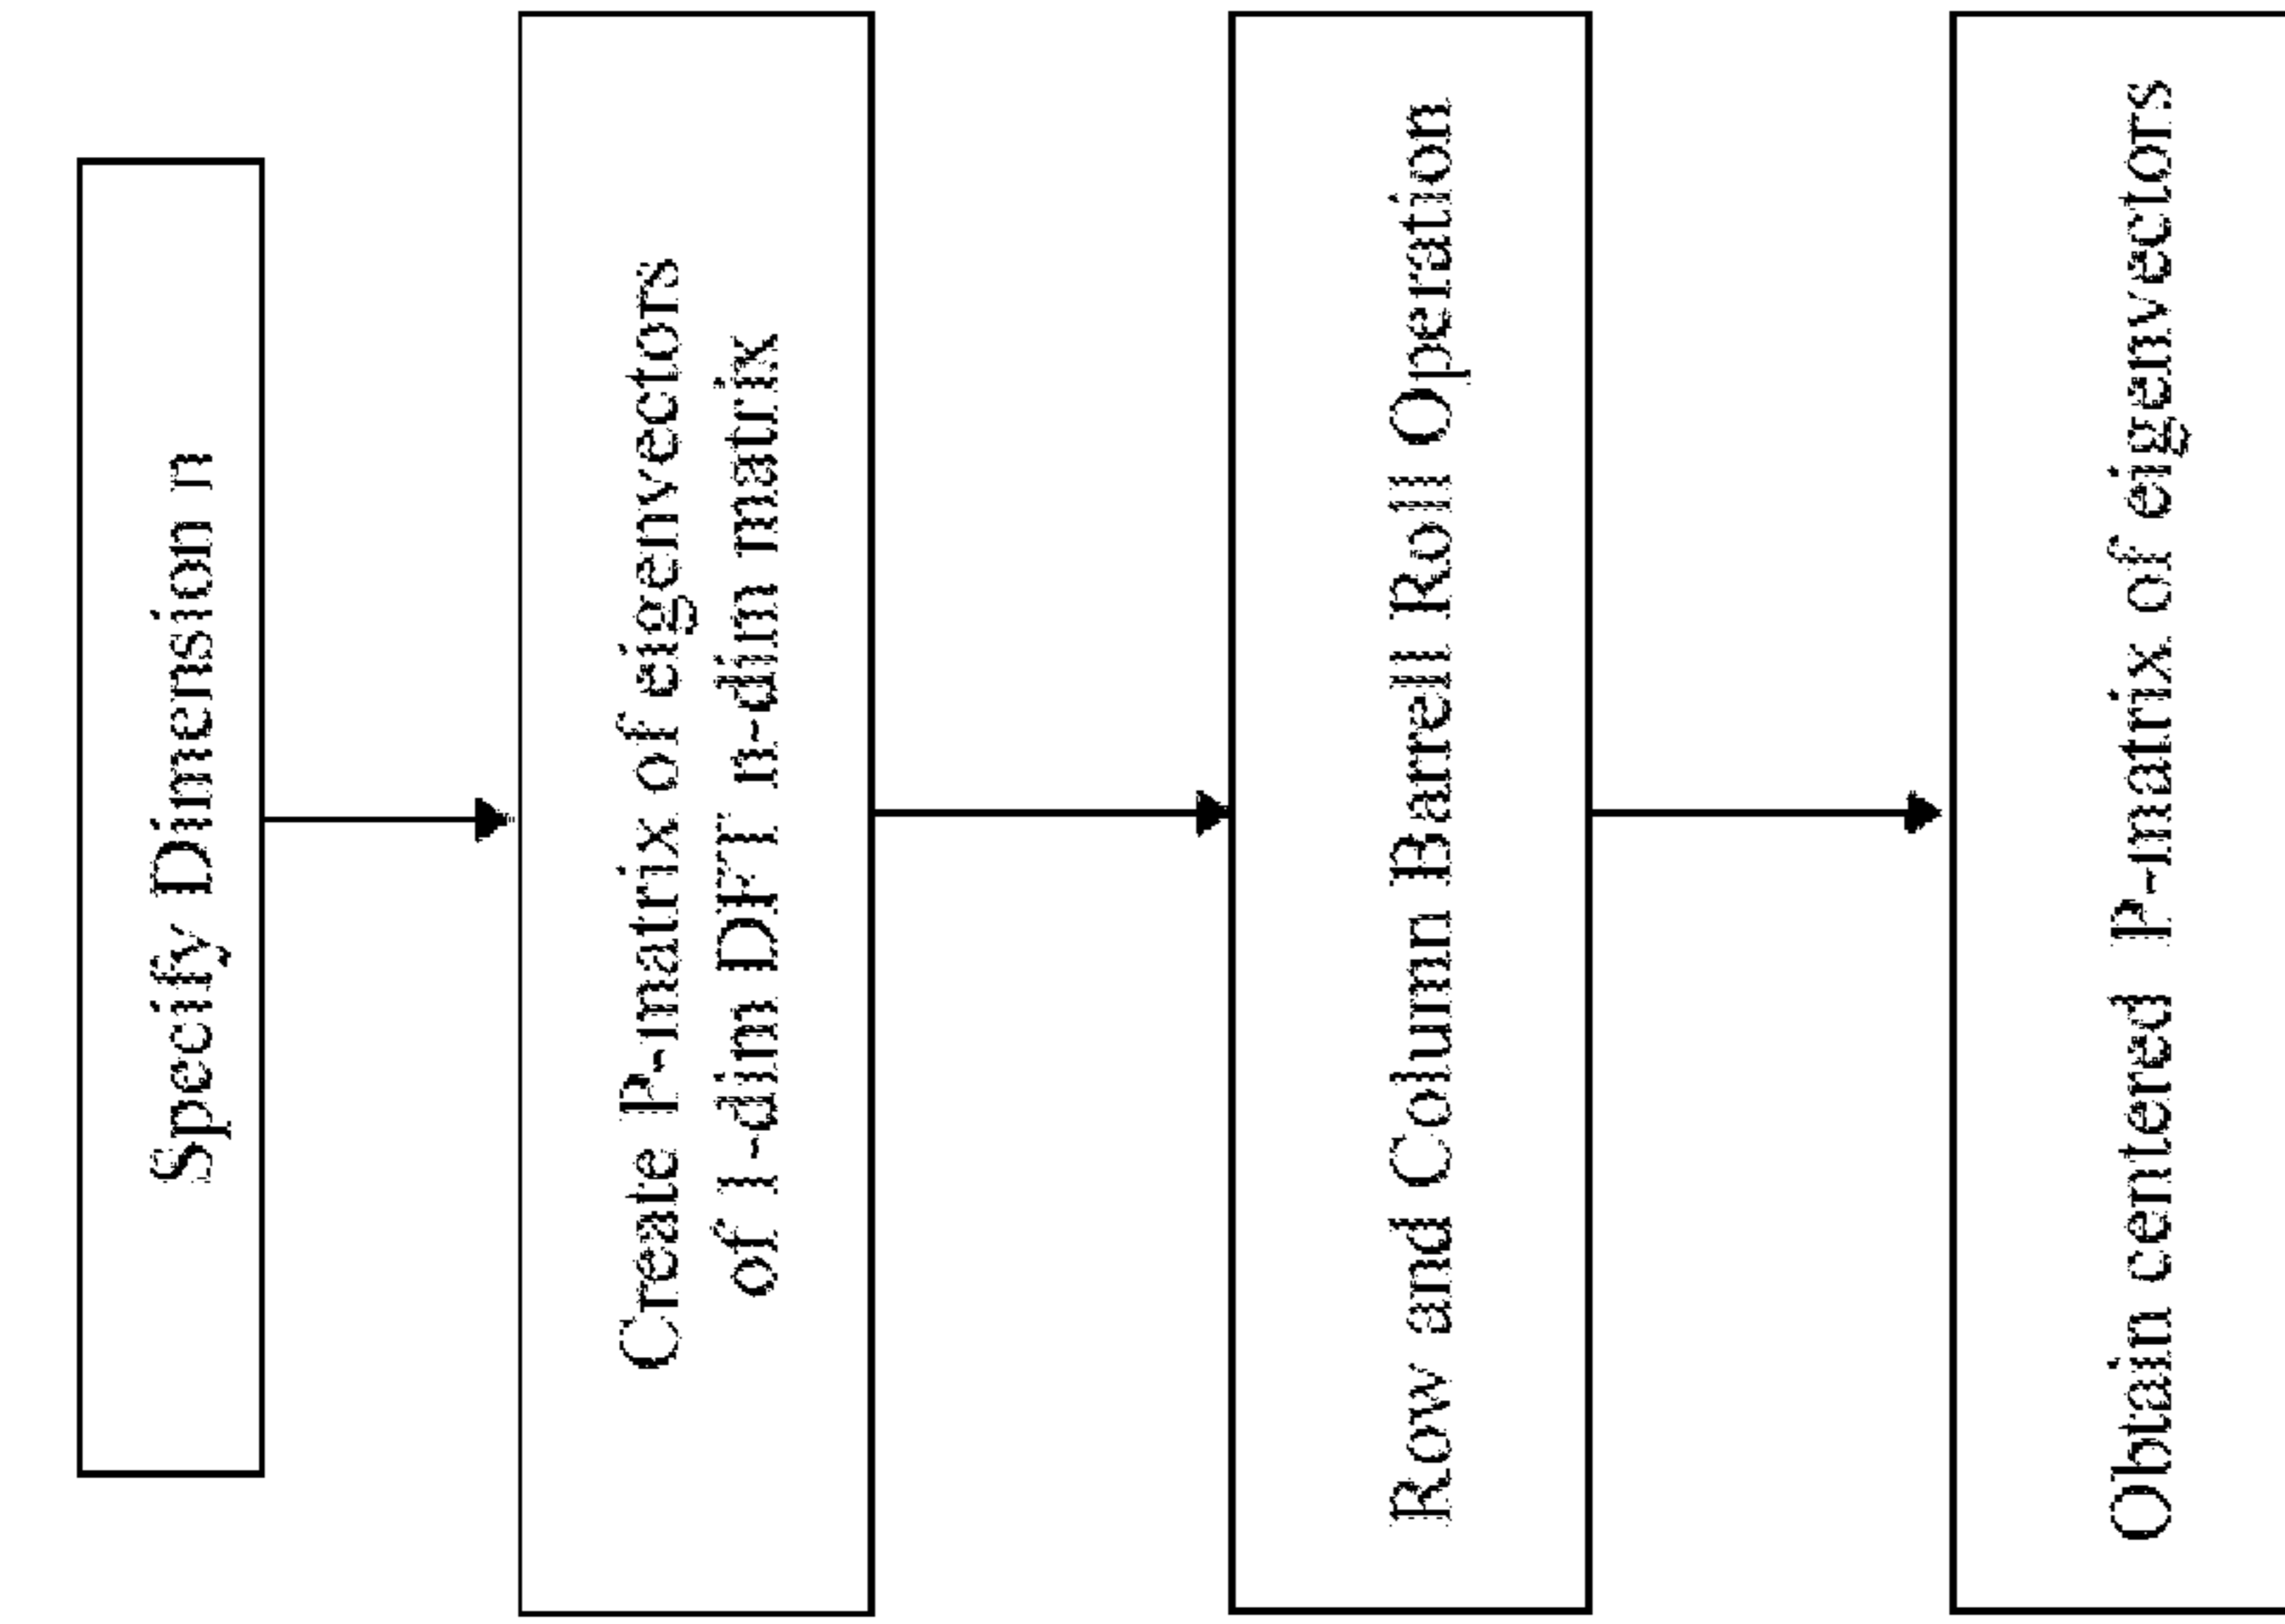 Specify Dimension n
Create P-matrix of eigenvectors
of 1-dim DFT n-dim matrix
Row and Column Barrell Roll Operation
Obtain centered P-matrix of eigenvectors